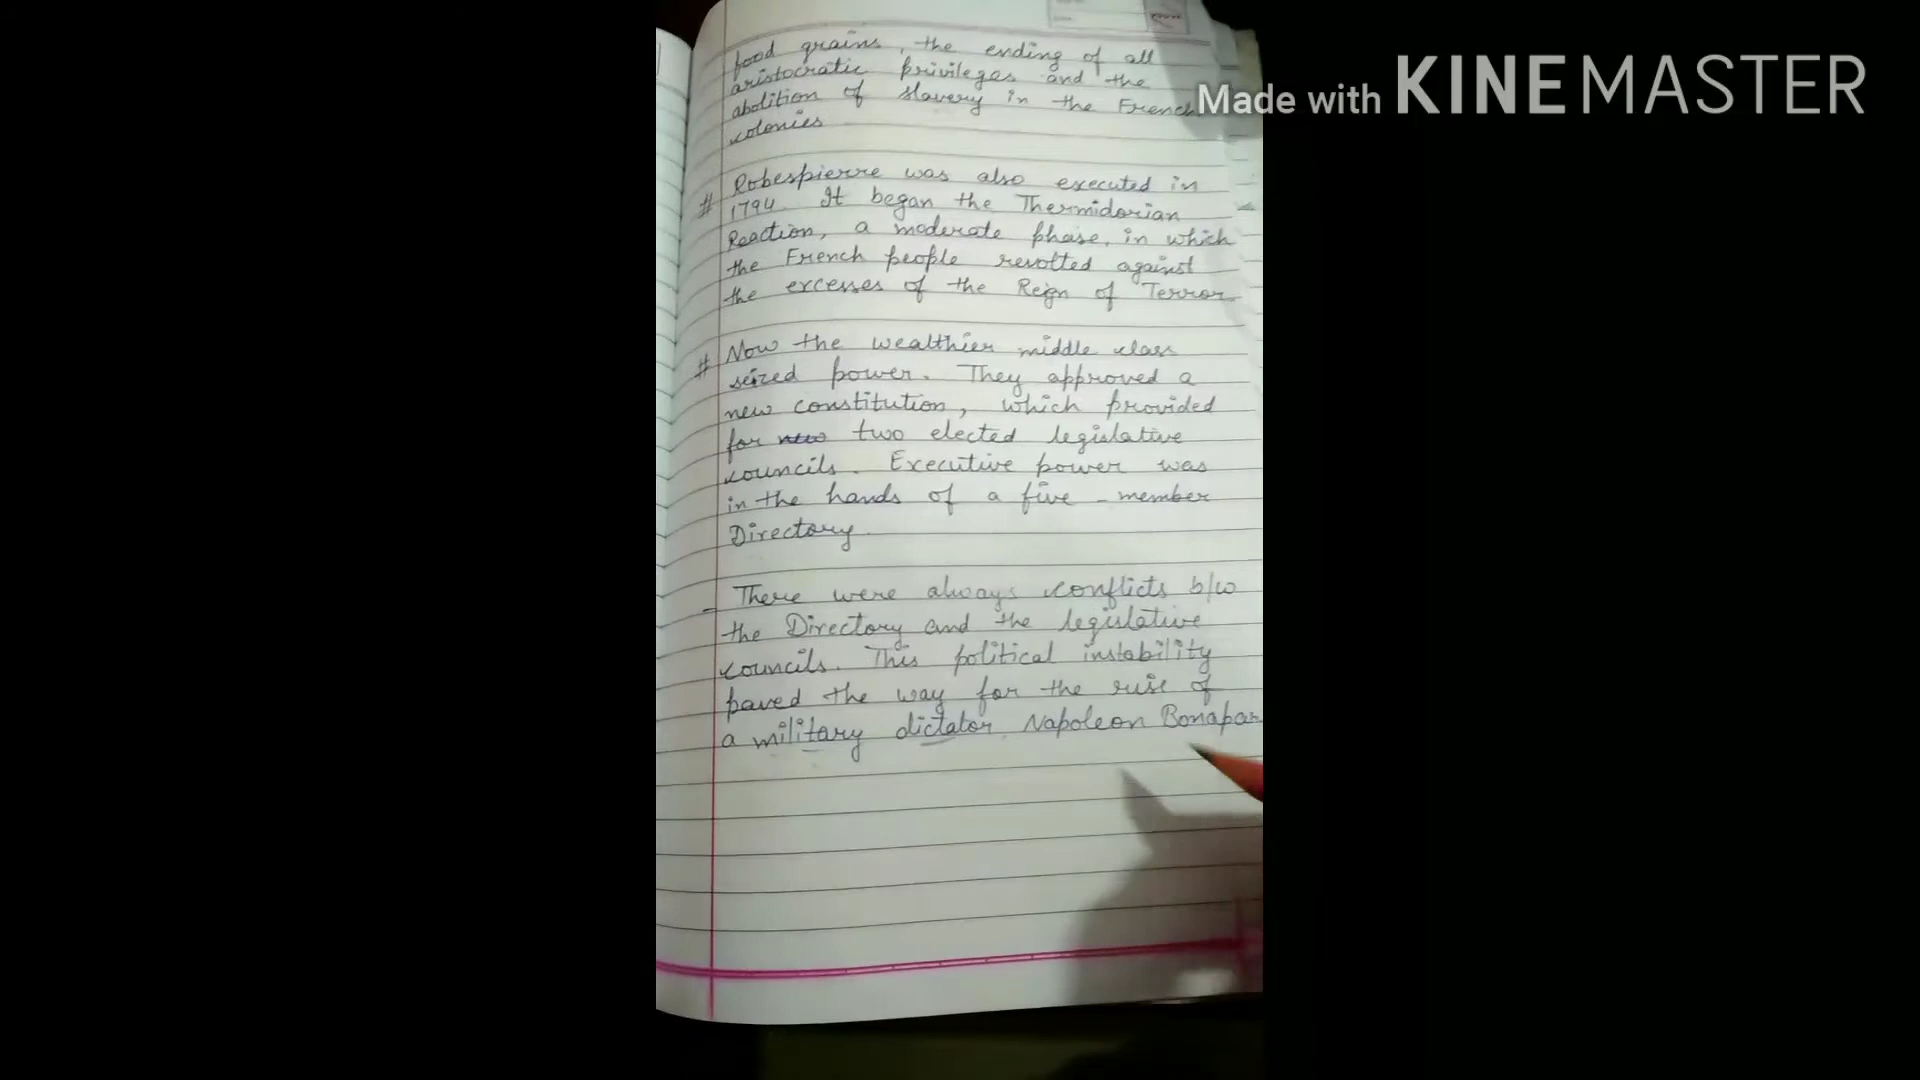 food grains, the ending of all
aristocratic privileges and the
abolition of slavery in the French
colonies
# Robespierre was also executed in
1794. It began the Thermidorian
Reaction, a moderate phase, in which
the French people revolted against
the excesses of the Reign of Terror
# Now the wealthier middle class
seized power. They approved a
new constitution, which provided
for new two elected legislative
councils. Executive power was
in the hands of a five - member
Directory.
- There were always conflicts b/w
the Directory and the legislative
councils. This political instability
paved the way for the rise of
a military dictator Napoleon Bonapar
Made with KINEMASTER